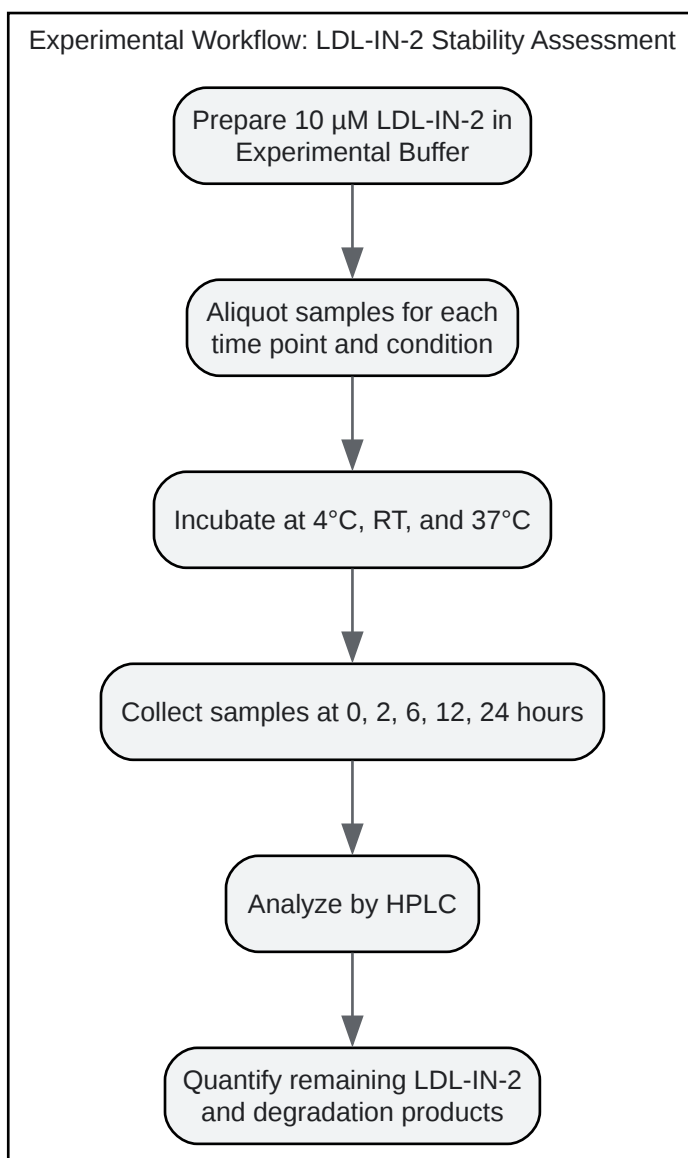 Experimental Workflow: LDL-IN-2 Stability Assessment
Prepare 10 µM LDL-IN-2 in
Experimental Buffer
Aliquot samples for each
time point and condition
Incubate at 4°C, RT, and 37°C
Collect samples at 0, 2, 6, 12, 24 hours
Analyze by HPLC
Quantify remaining LDL-IN-2
and degradation products